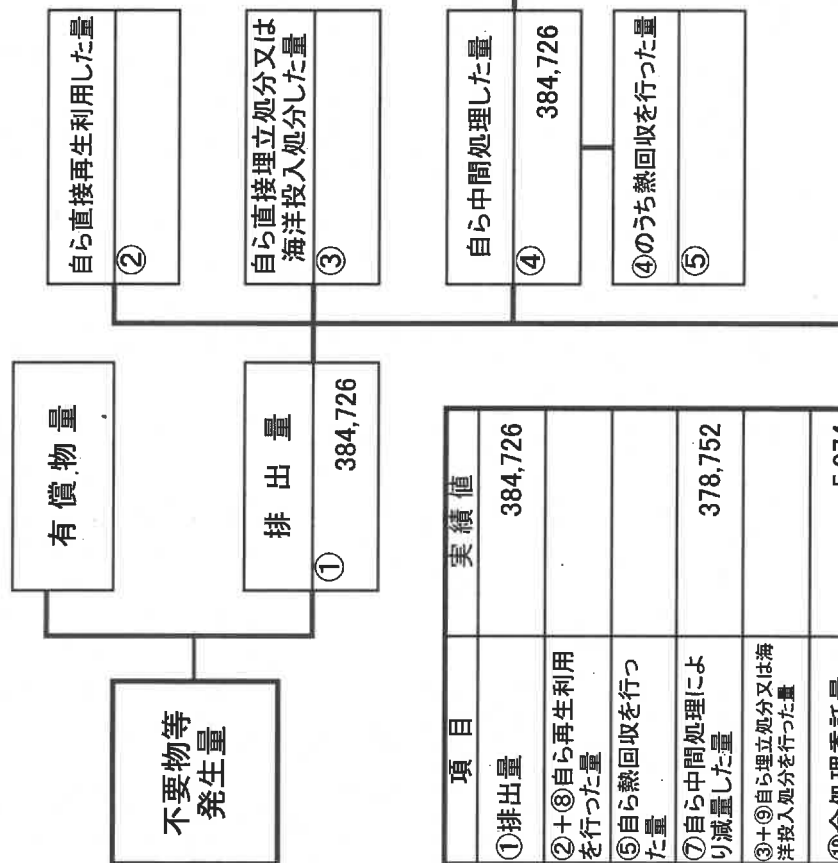 不要物等
発生量
有償物量
排出量
①
384,726
自ら直接再生利用した量
②
自ら直接埋立処分又は
海洋投入処分した量
③
自ら中間処理した量
④
384,726
④のうち熱回収を行った量
⑤
項目
実績値
①排出量
384,726
②+⑧自ら再生利用
を行った量
⑤自ら熱回収を行っ
た量
⑦自ら中間処理によ
り減量した量
378,752
③+⑨自ら埋立処分又は海
洋投入処分を行った量